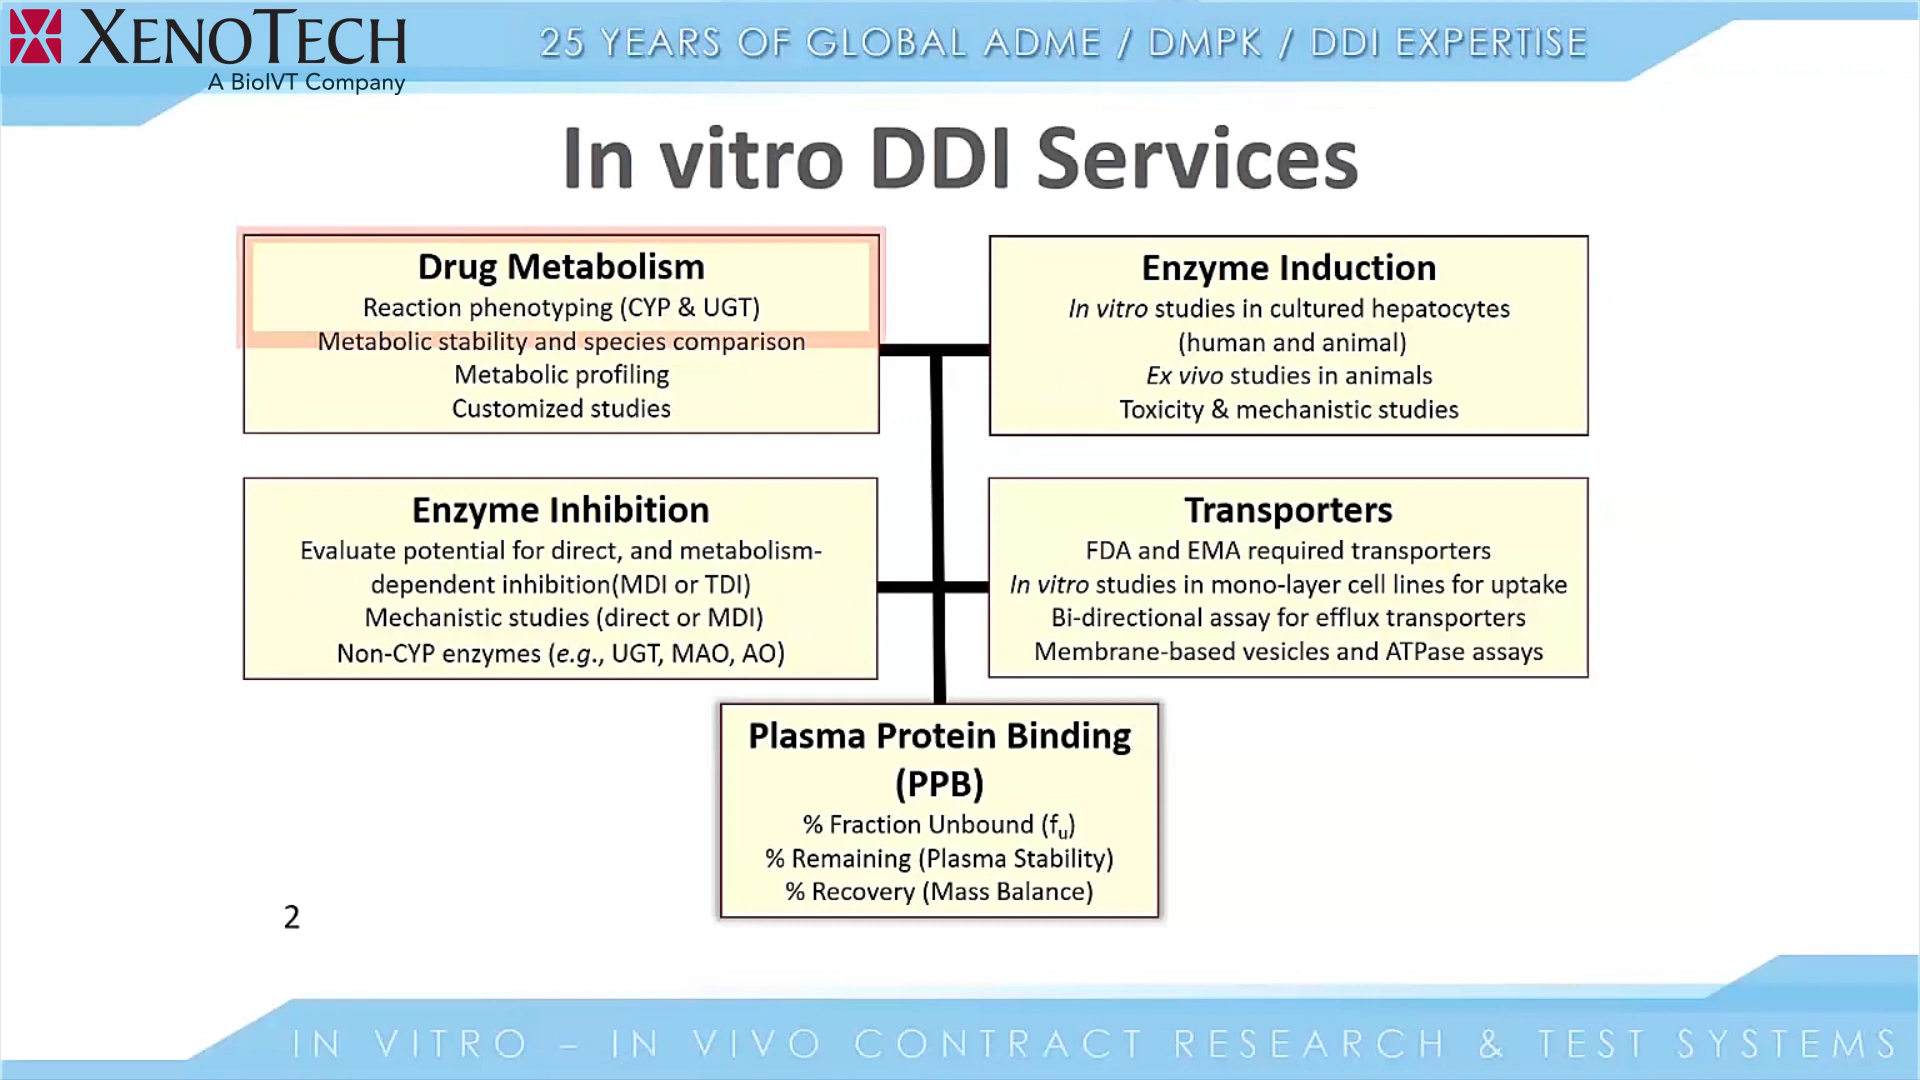 XENOTECH
A BioIVT Company
25 YEARS OF GLOBAL ADME / DMPK / DDI EXPERTISE
In vitro DDI Services
Drug Metabolism
Reaction phenotyping (CYP & UGT)
Metabolic stability and species comparison
Metabolic profiling
Customized studies
Enzyme Induction
In vitro studies in cultured hepatocytes
(human and animal)
Ex vivo studies in animals
Toxicity & mechanistic studies
Enzyme Inhibition
Evaluate potential for direct, and metabolism-
dependent inhibition(MDI or TDI)
Mechanistic studies (direct or MDI)
Non-CYP enzymes (e.g., UGT, MAO, AO)
Transporters
FDA and EMA required transporters
In vitro studies in mono-layer cell lines for uptake
Bi-directional assay for efflux transporters
Membrane-based vesicles and ATPase assays
Plasma Protein Binding
(PPB)
% Fraction Unbound (fu)
% Remaining (Plasma Stability)
% Recovery (Mass Balance)
2
IN VITRO – IN VIVO CONTRACT RESEARCH & TEST SYSTEMS